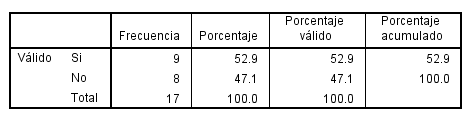 Frecuencia Porcentaje Porcentaje válido Porcentaje acumulado
Válido Si 9 52.9 52.9 52.9
No 8 47.1 47.1 100.0
Total 17 100.0 100.0